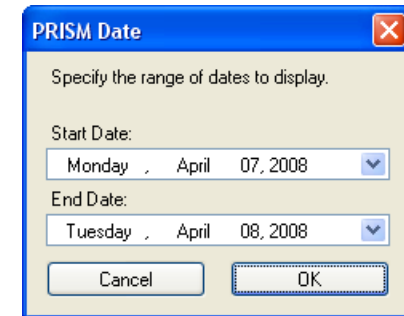 PRISM Date
Specify the range of dates to display.
Start Date:
Monday , April 07, 2008
End Date:
Tuesday , April 08, 2008
Cancel OK